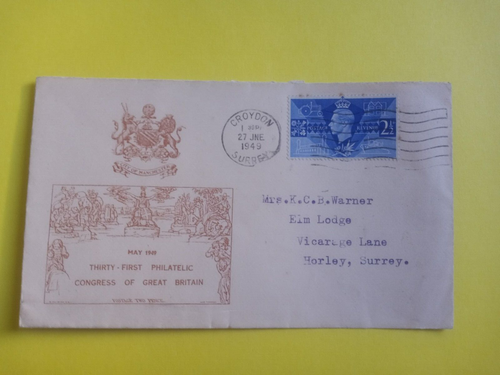 CROYDON
27 JNE
1949
SURREY
2½
Mrs.K.C.B.Warner
Elm Lodge
Vicarage Lane
Horley, Surrey.
MAY 1949
THIRTY-FIRST PHILATELIC
CONGRESS OF GREAT BRITAIN